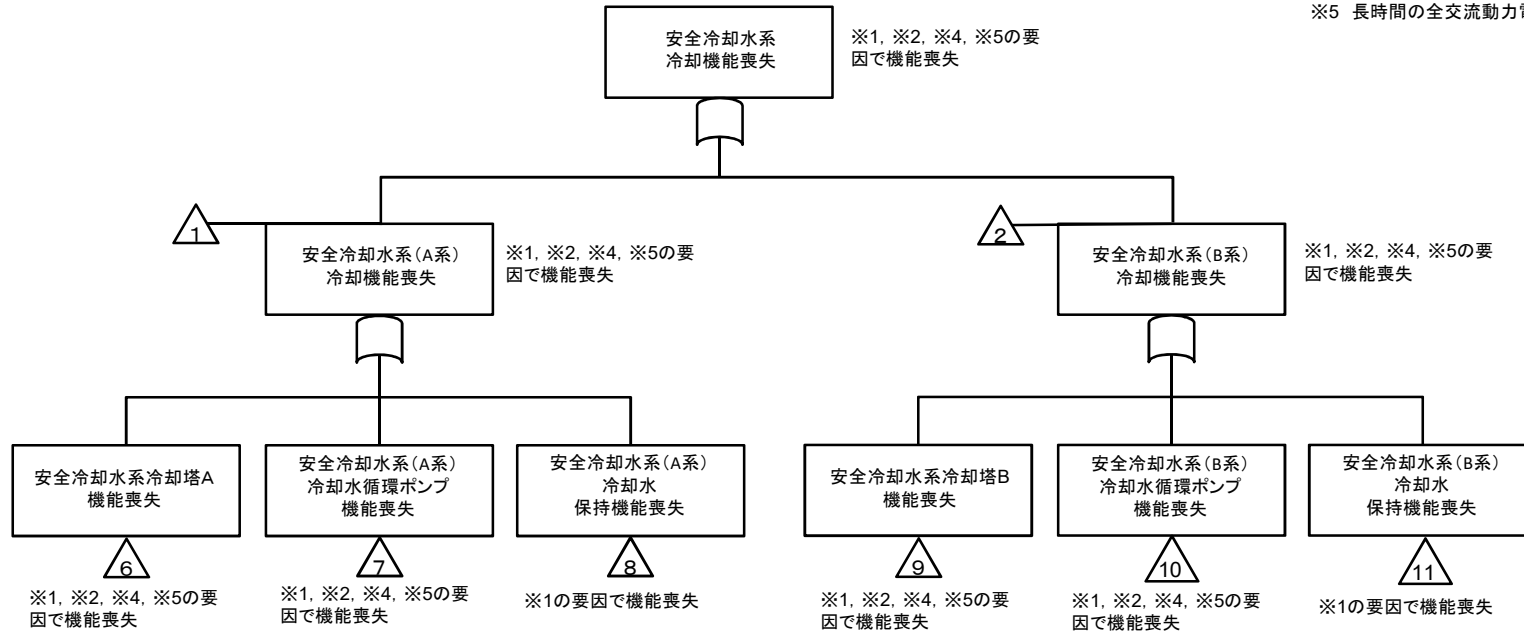 ※5 長時間の全交流動力電
安全冷却水系
冷却機能喪失
※1, ※2, ※4, ※5の要
因で機能喪失
1
安全冷却水系(A系)
冷却機能喪失
※1, ※2, ※4, ※5の要
因で機能喪失
2
安全冷却水系(B系)
冷却機能喪失
※1, ※2, ※4, ※5の要
因で機能喪失
安全冷却水系冷却塔A
機能喪失
安全冷却水系(A系)
冷却水循環ポンプ
機能喪失
安全冷却水系(A系)
冷却水
保持機能喪失
安全冷却水系冷却塔B
機能喪失
安全冷却水系(B系)
冷却水循環ポンプ
機能喪失
安全冷却水系(B系)
冷却水
保持機能喪失
6
7
8
9
10
11
※1, ※2, ※4, ※5の要
因で機能喪失
※1, ※2, ※4, ※5の要
因で機能喪失
※1の要因で機能喪失
※1, ※2, ※4, ※5の要
因で機能喪失
※1, ※2, ※4, ※5の要
因で機能喪失
※1の要因で機能喪失